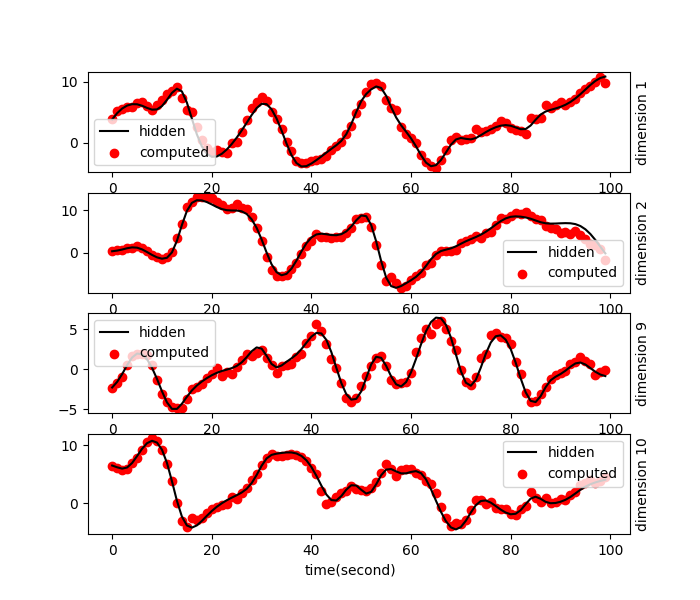 10
0
hidden
computed
dimension 1
0 20 40 60 80 100
10
0
hidden
computed
dimension 2
0 20 40 60 80 100
5
0
−5
hidden
computed
dimension 9
0 20 40 60 80 100
10
0
hidden
computed
dimension 10
0 20 40 60 80 100
time(second)